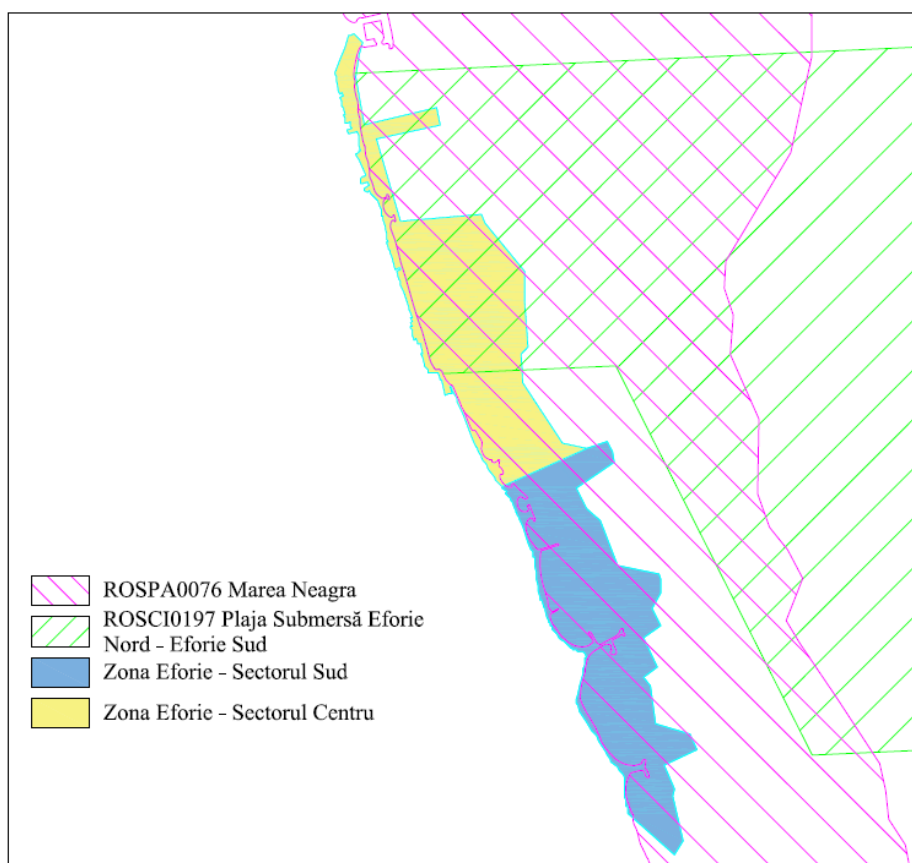 ROSPA0076 Marea Neagra
ROSCI0197 Plaja Submersă Eforie
Nord - Eforie Sud
Zona Eforie - Sectorul Sud
Zona Eforie - Sectorul Centru